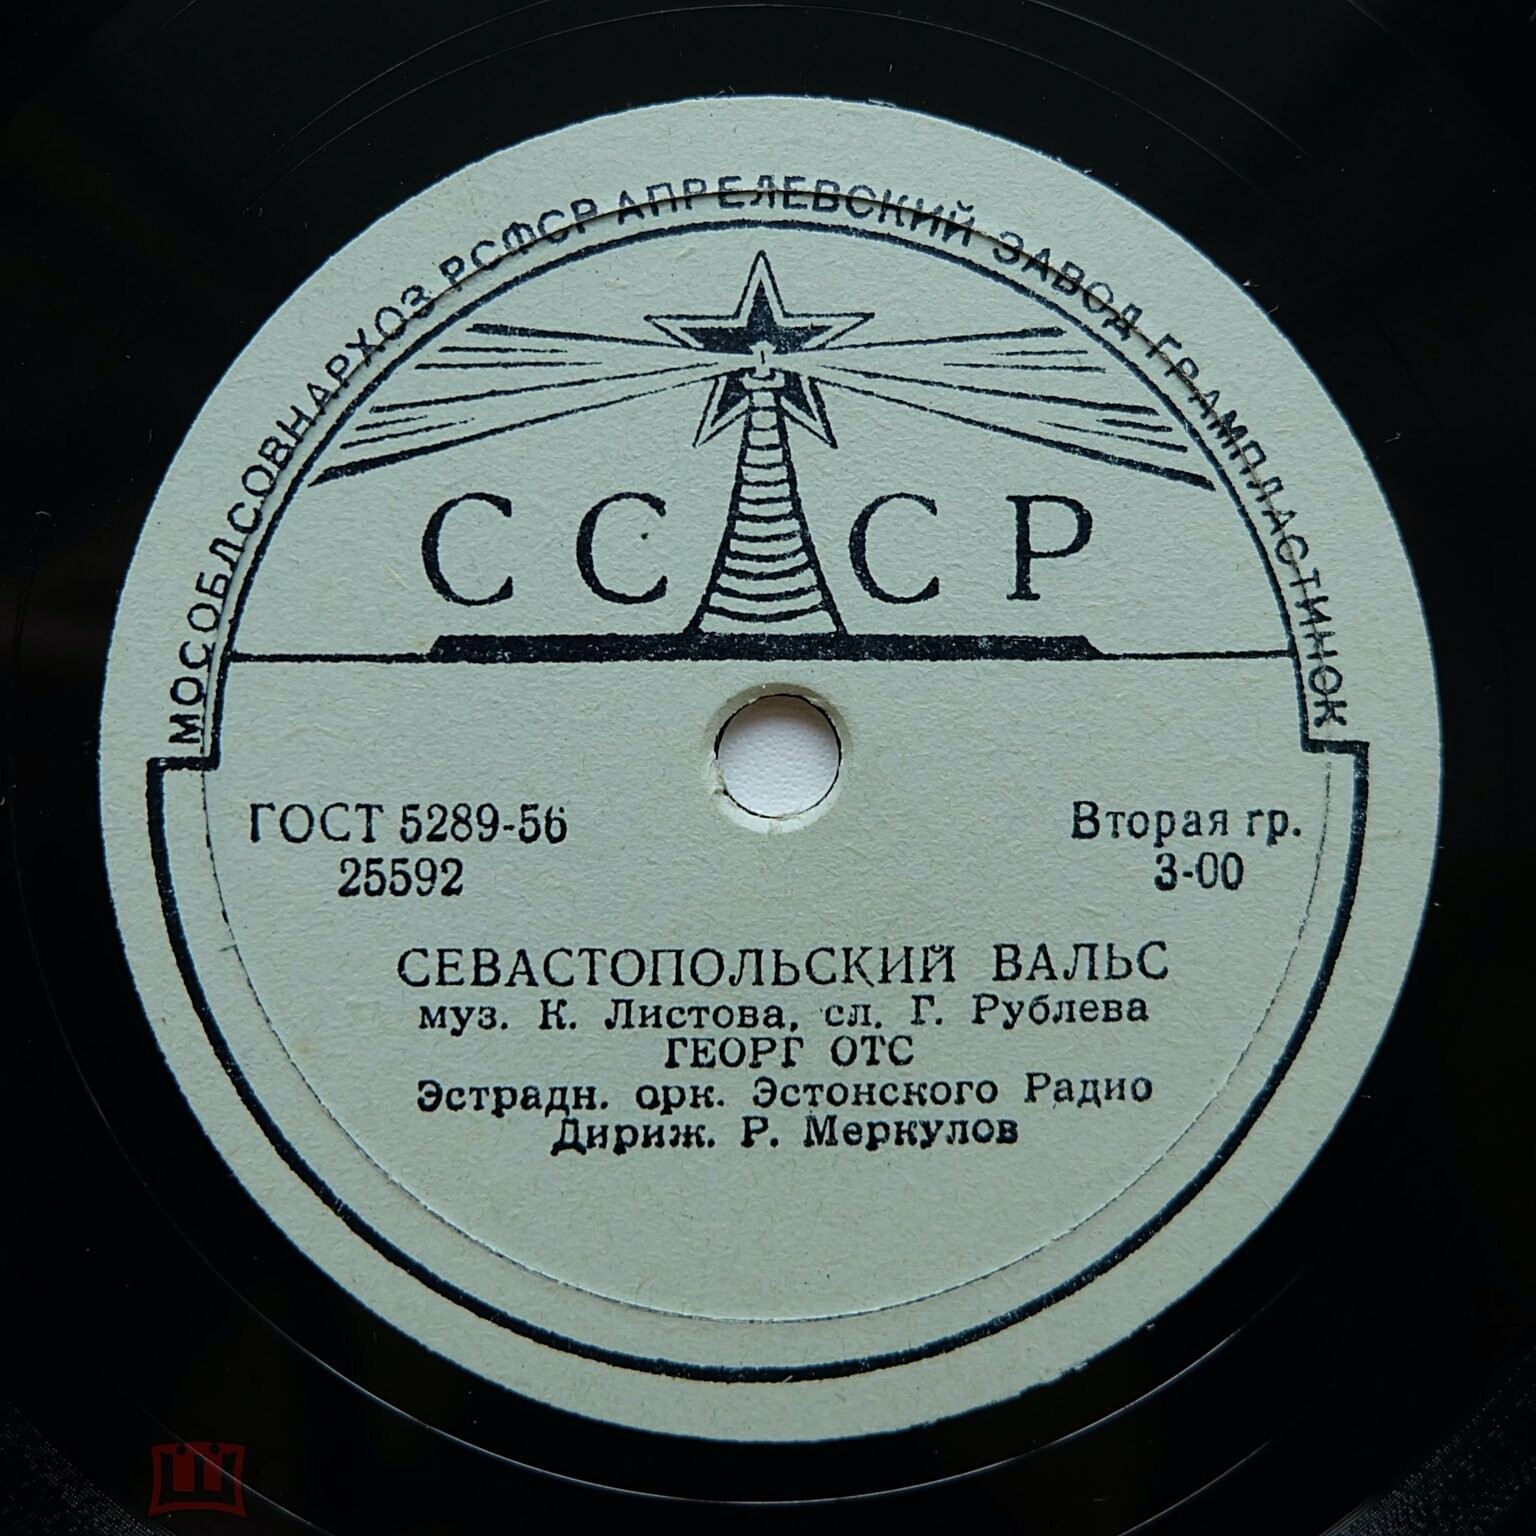 МОСОБЛСОВНАРХОЗ РСФСР АПРЕЛЕВСКИЙ ЗАВОД ГРАМПЛАСТИНОК
СССР
ГОСТ 5289-56
25592
Вторая гр.
3-00
СЕВАСТОПОЛЬСКИЙ ВАЛЬС
муз. К. Листова, сл. Г. Рублева
ГЕОРГ ОТС
Эстрадн. орк. Эстонского Радио
Дириж. Р. Меркулов